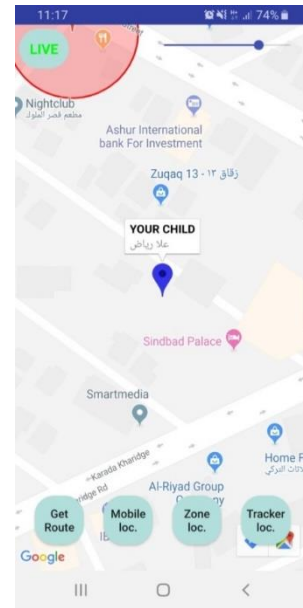 11:17
74%
LIVE
Nightclub
مطعم قصر الملوك
Ashur International
bank For Investment
Zuqaq 13 - زقاق ١٣
YOUR CHILD
علا رياض
Sindbad Palace
Smartmedia
Karada Kharidge
Al-Riyad Group
Home
Get
Route
Mobile
loc.
Zone
loc.
Tracker
loc.
Google